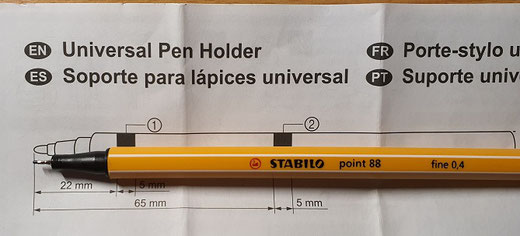 EN Universal Pen Holder
FR Porte-stylo u
ES Soporte para lápices universal
PT Suporte univ
1
2
STABILO point 88 fine 0,4
22 mm
5 mm
65 mm
5 mm